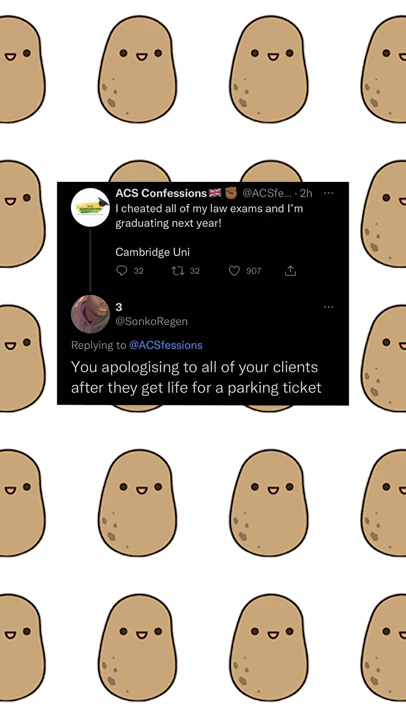 ACS Confessions🇬🇧✊🏾 @ACSfe... · 2h
I cheated all of my law exams and I'm
graduating next year!
Cambridge Uni
32 32 907
3
@SonkoRegen
Replying to @ACSfessions
You apologising to all of your clients
after they get life for a parking ticket